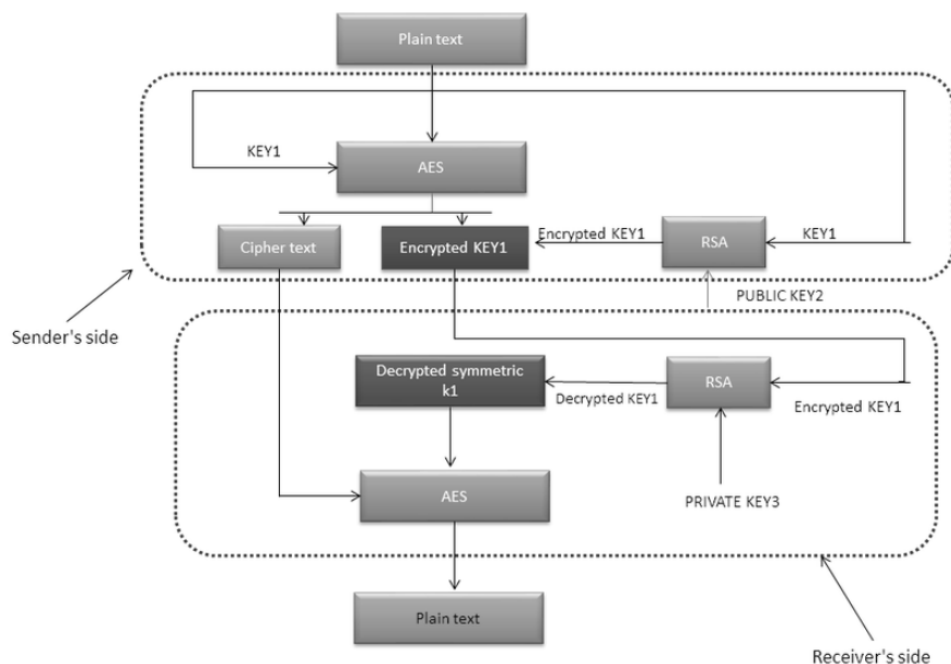 Plain text
KEY1
AES
Cipher text
Encrypted KEY1
Encrypted KEY1
RSA
KEY1
PUBLIC KEY2
Sender's side
Decrypted symmetric
k1
Decrypted KEY1
RSA
Encrypted KEY1
AES
PRIVATE KEY3
Plain text
Receiver's side